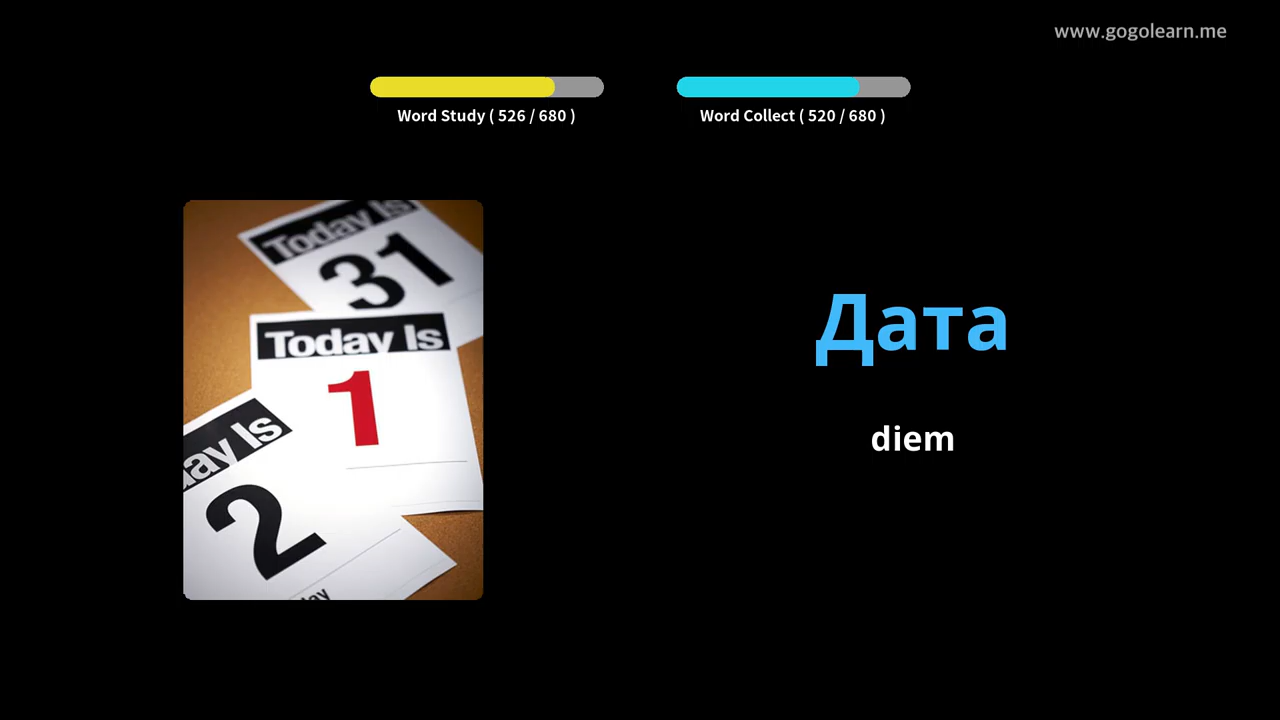 www.gogolearn.me
Word Study ( 526 / 680 )
Word Collect ( 520 / 680 )
Today Is
31
Today Is
1
ay Is
2
Дата
diem